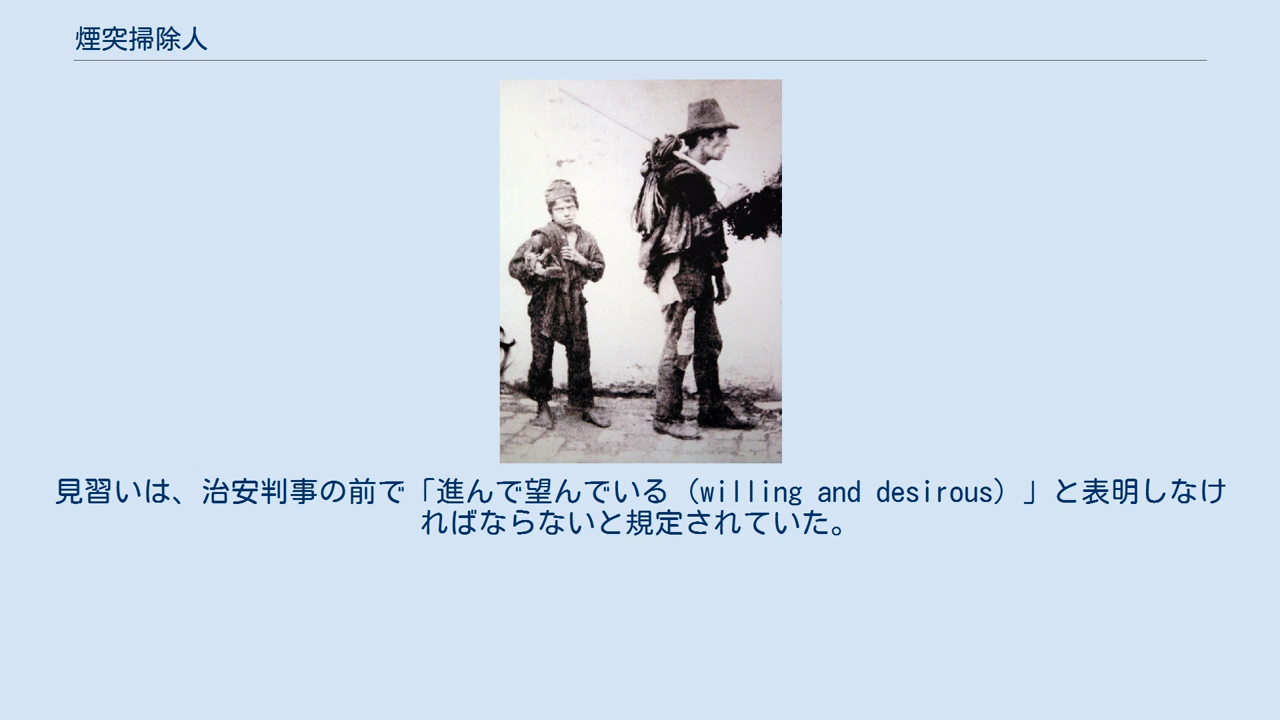 煙突掃除人
見習いは、治安判事の前で「進んで望んでいる（willing and desirous）」と表明しなけ
ればならないと規定されていた。